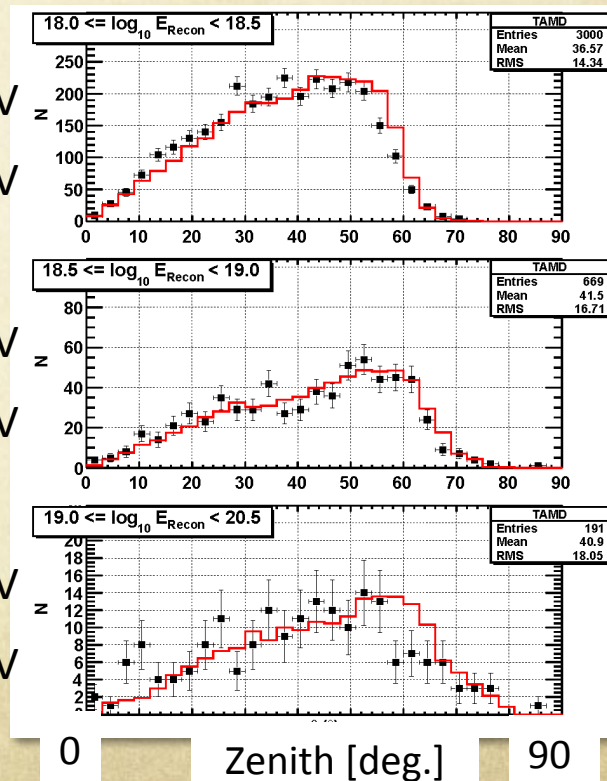 18.0 <= log10 ERecon < 18.5
TAMD
Entries 3000
Mean 36.57
RMS 14.34
N
250
200
150
100
50
0
0 10 20 30 40 50 60 70 80 90
18.5 <= log10 ERecon < 19.0
TAMD
Entries 669
Mean 41.5
RMS 16.71
N
80
60
40
20
0
0 10 20 30 40 50 60 70 80 90
19.0 <= log10 ERecon < 20.5
TAMD
Entries 191
Mean 40.9
RMS 18.05
N
20
18
16
14
12
10
8
6
4
2
V
V
V
V
V
V
0 Zenith [deg.] 90